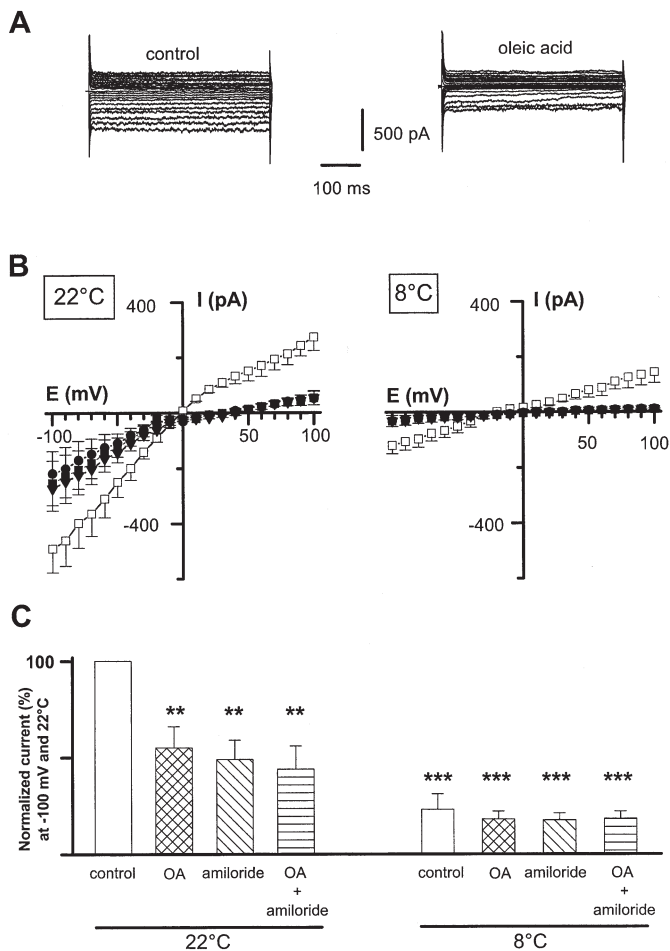 A
control
oleic acid
500 pA
100 ms
B
22°C
400
I (pA)
E (mV)
-100
50
100
-400
8°C
400
I (pA)
E (mV)
50
100
-400
C
Normalized current (%)
at -100 mV and 22°C
100
** ** **
*** *** *** ***
control OA amiloride OA + amiloride
control OA amiloride OA + amiloride
22°C
8°C